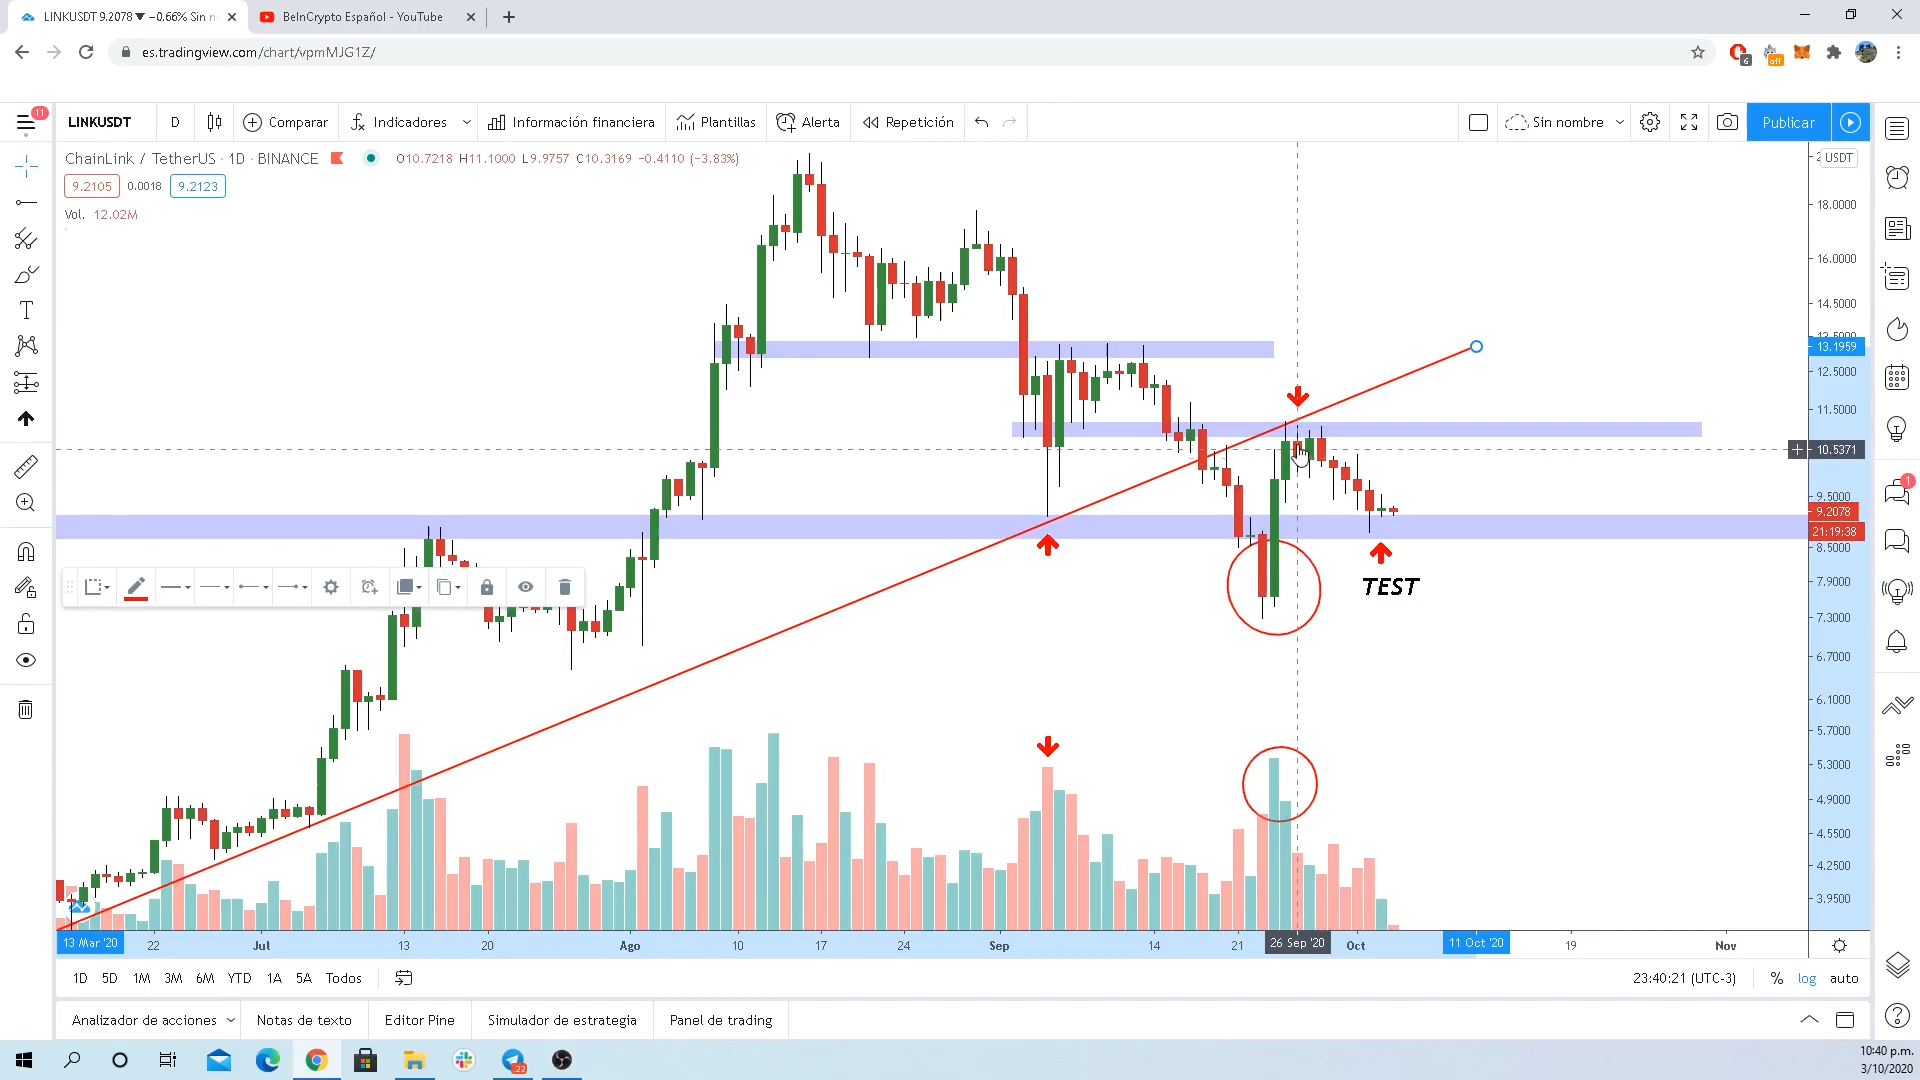 LINKUSDT 9.2078 ▼ −0.66% Sin n
BeInCrypto Español - YouTube
es.tradingview.com/chart/vpmMJG1Z/
6
off
11
LINKUSDT
D
Comparar
Indicadores
Información financiera
Plantillas
Alerta
Repetición
Sin nombre
Publicar
ChainLink / TetherUS · 1D · BINANCE
O10.7218 H11.1000 L9.9757 C10.3169 −0.4110 (−3.83%)
USDT
9.2105
0.0018
9.2123
Vol. 12.02M
18.0000
16.0000
14.5000
13.1959
12.5000
11.5000
10.5371
9.5000
9.2078
21:19:38
8.5000
7.9000
7.3000
6.7000
6.1000
5.7000
5.3000
4.9000
4.5500
4.2500
3.9500
TEST
1
13 Mar '20
22
Jul
13
20
Ago
10
17
24
Sep
14
21
26 Sep '20
Oct
11 Oct '20
19
Nov
1D 5D 1M 3M 6M YTD 1A 5A Todos
23:40:21 (UTC-3)
%
log
auto
Analizador de acciones
Notas de texto
Editor Pine
Simulador de estrategia
Panel de trading
22
10:40 p.m.
3/10/2020